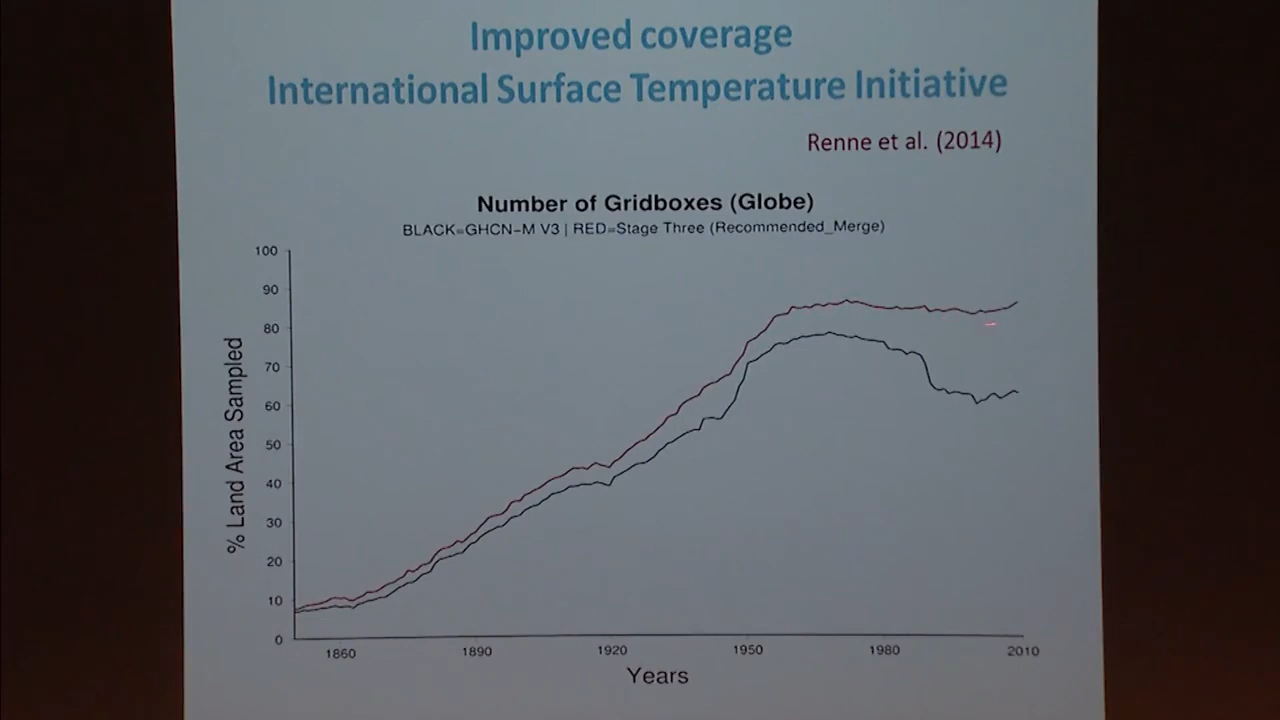 Improved coverage
International Surface Temperature Initiative
Renne et al. (2014)
Number of Gridboxes (Globe)
BLACK=GHCN-M V3 | RED=Stage Three (Recommended_Merge)
100
90
80
70
60
50
40
30
20
10
0
% Land Area Sampled
1860 1890 1920 1950 1980 2010
Years